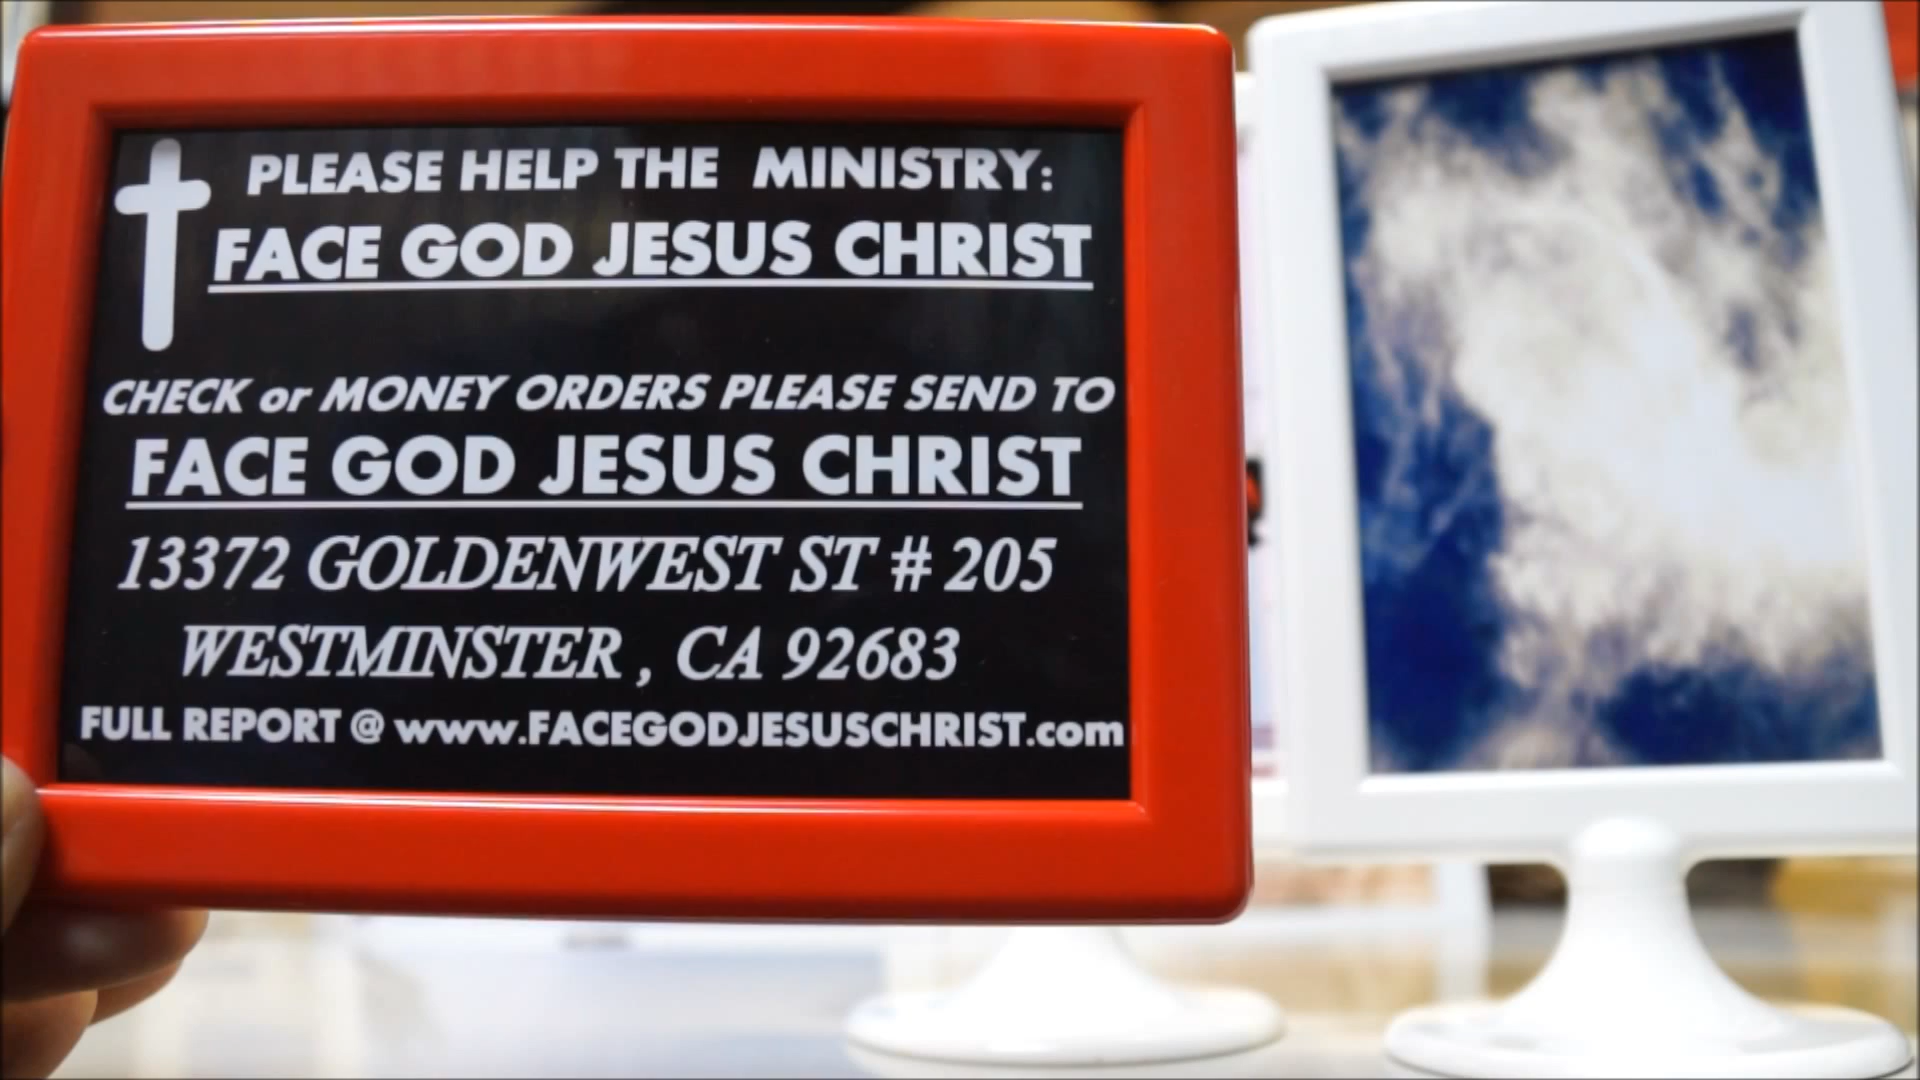 PLEASE HELP THE MINISTRY:
FACE GOD JESUS CHRIST
CHECK or MONEY ORDERS PLEASE SEND TO
FACE GOD JESUS CHRIST
13372 GOLDENWEST ST # 205
WESTMINSTER , CA 92683
FULL REPORT @ www.FACEGODJESUSCHRIST.com